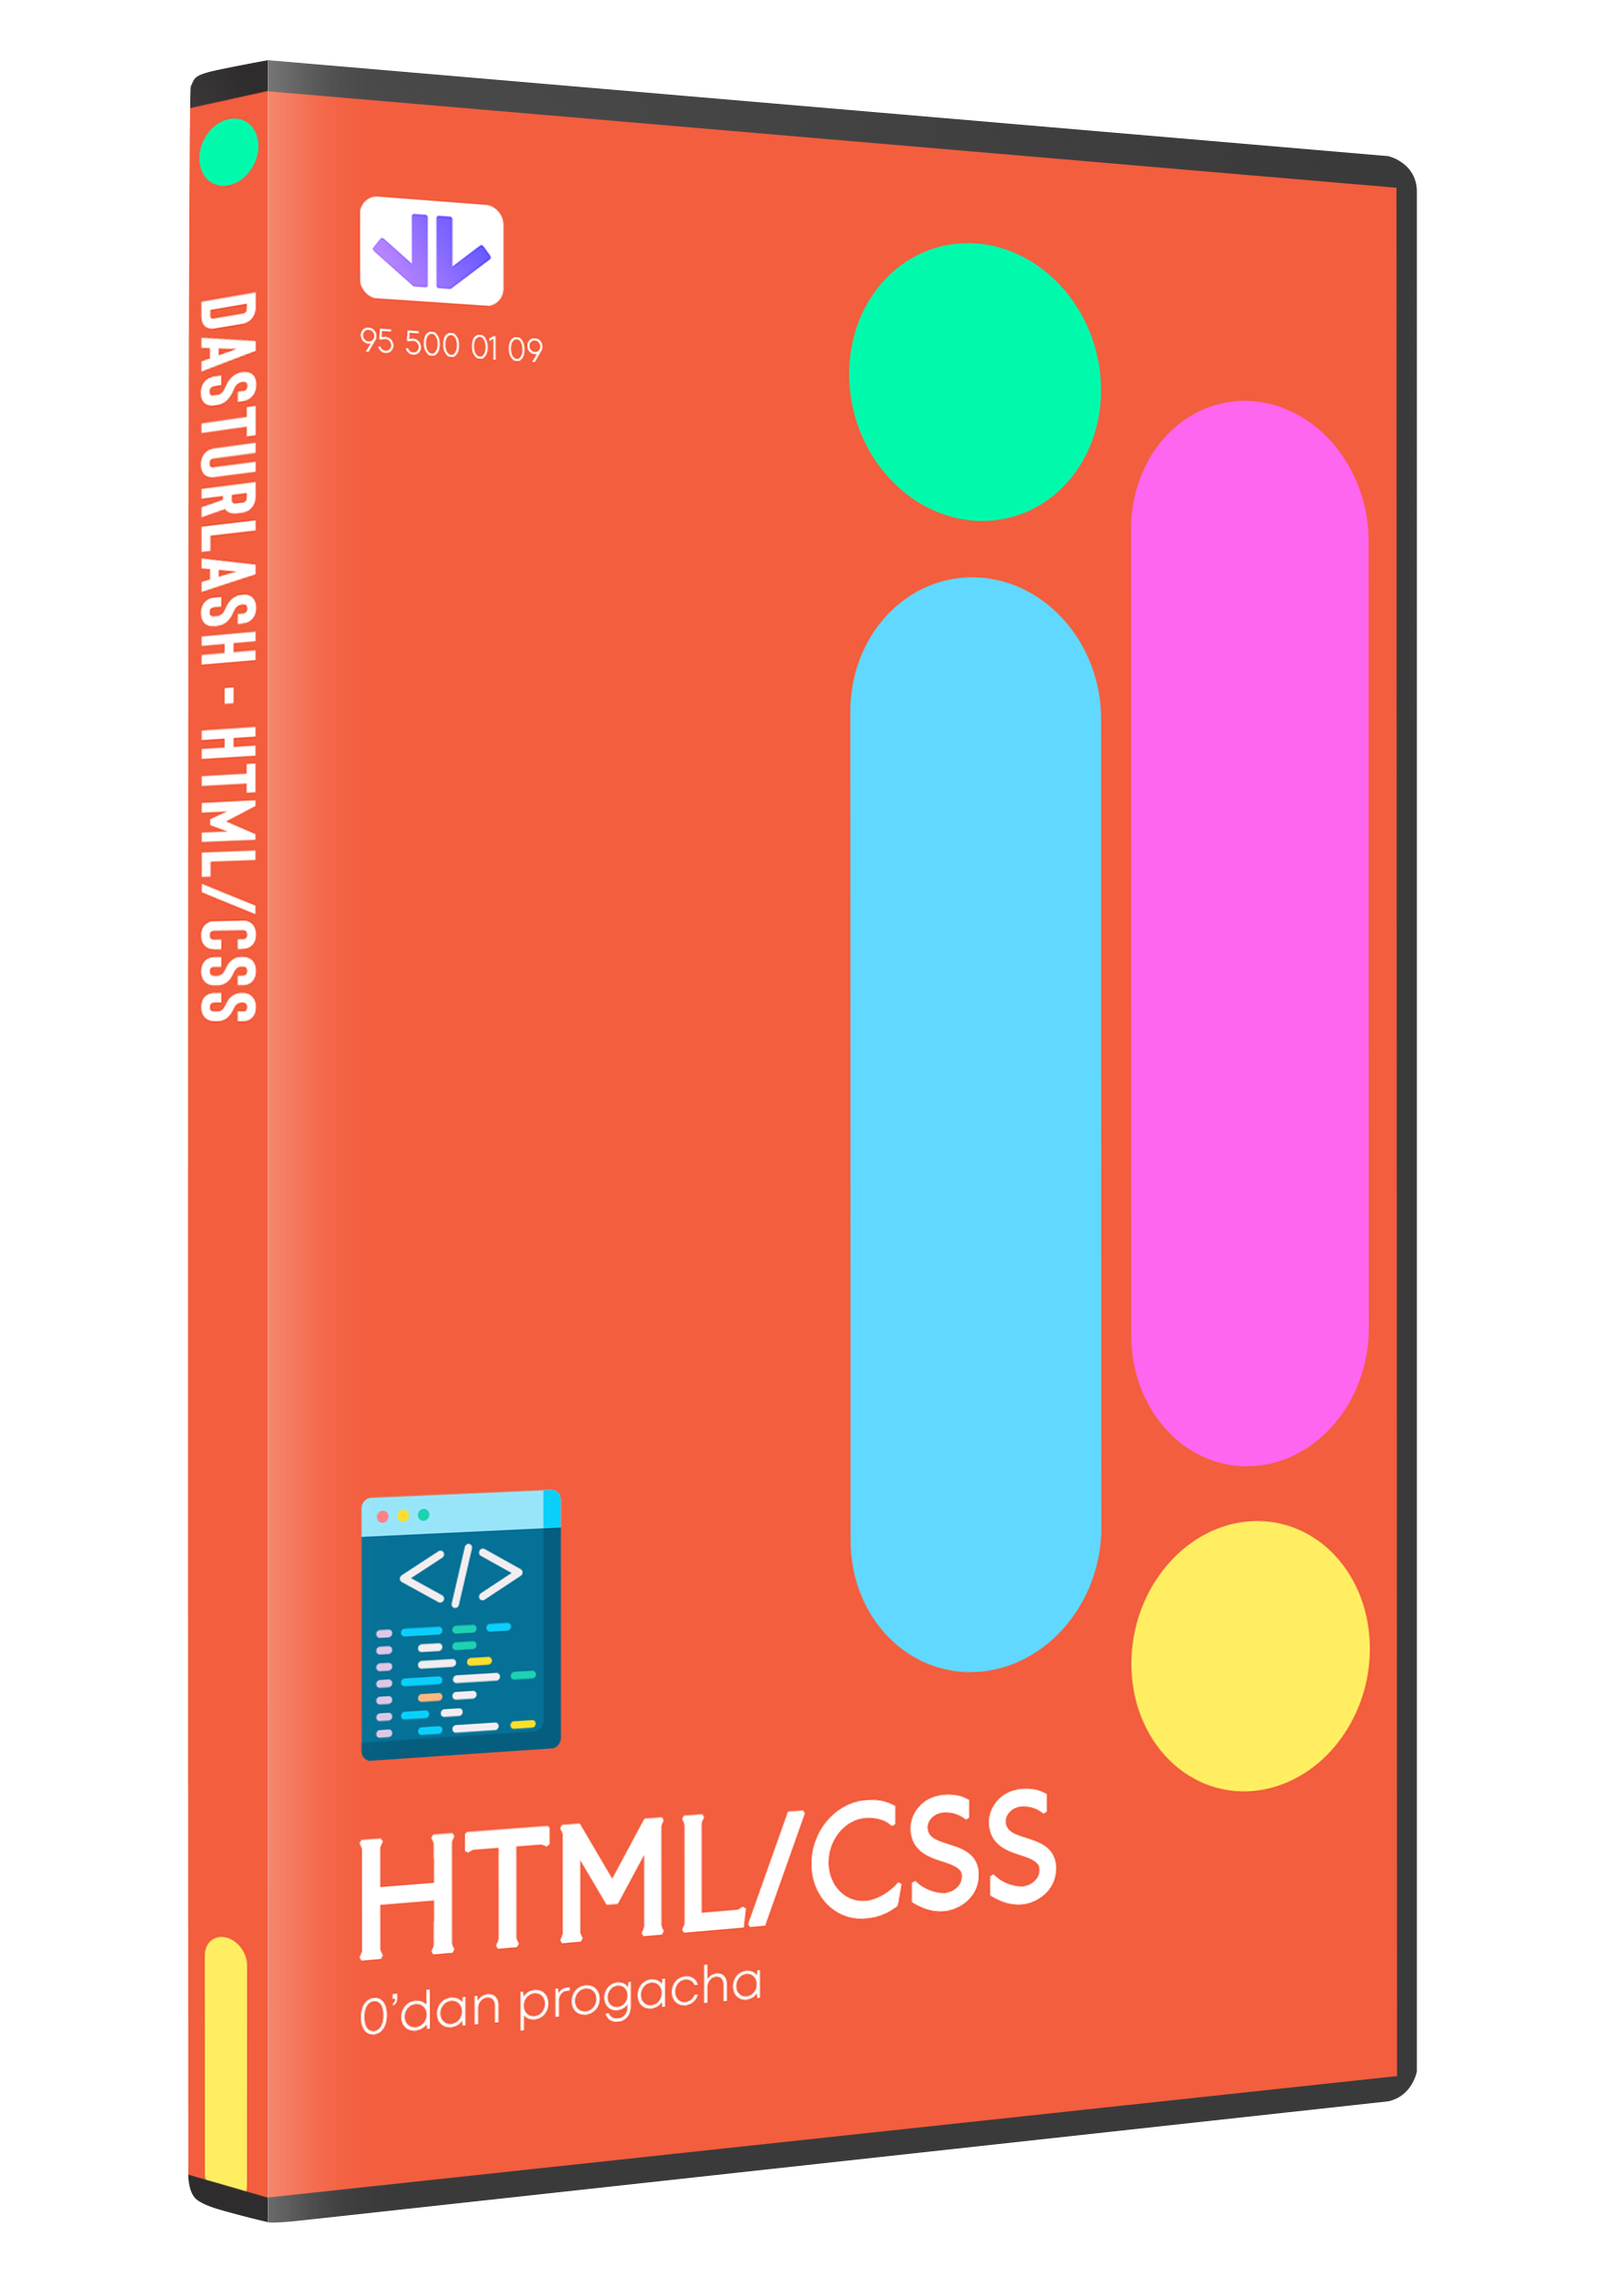 DASTURLASH - HTML/CSS
95 500 01 09
</>
HTML/CSS
0’dan progacha